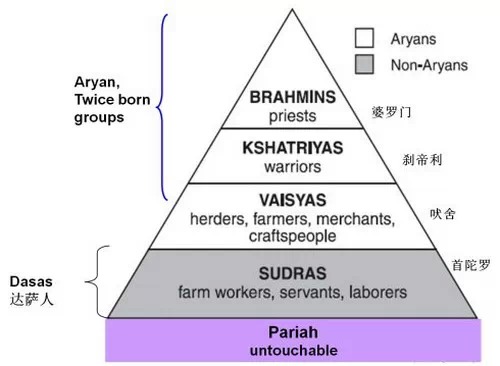 Aryans
Non-Aryans
Aryan,
Twice born
groups
BRAHMINS
priests
婆罗门
KSHATRIYAS
warriors
刹帝利
VAISYAS
herders, farmers, merchants,
craftspeople
吠舍
Dasas
达萨人
SUDRAS
farm workers, servants, laborers
首陀罗
Pariah
untouchable